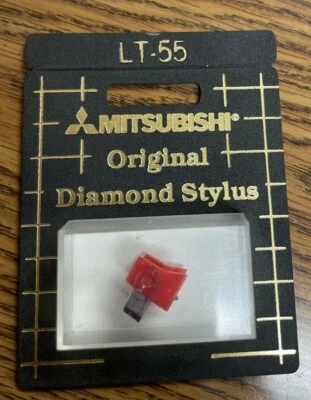 LT-55
MITSUBISHI®
Original
Diamond Stylus